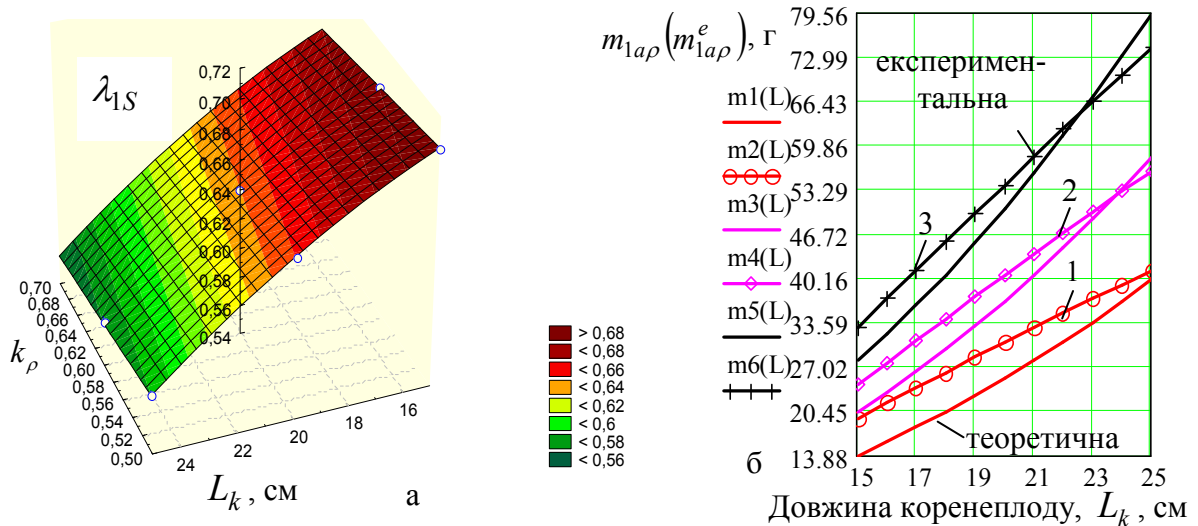 λ1S
0,72
0,70
0,68
0,66
0,64
0,62
0,60
0,58
0,56
0,54
0,70
0,68
0,66
0,64
0,62
0,60
0,58
0,56
0,54
0,52
0,50
kρ
24
22
20
18
16
Lk , см
а
> 0,68
< 0,68
< 0,66
< 0,64
< 0,62
< 0,6
< 0,58
< 0,56
m1aρ(m^e1aρ), г
m1(L)
m2(L)
m3(L)
m4(L)
m5(L)
m6(L)
79.56
72.99
66.43
59.86
53.29
46.72
40.16
33.59
27.02
20.45
13.88
експеримен-
тальна
3
2
1
теоретична
б
15 17 19 21 23 25
Довжина коренеплоду, Lk , см